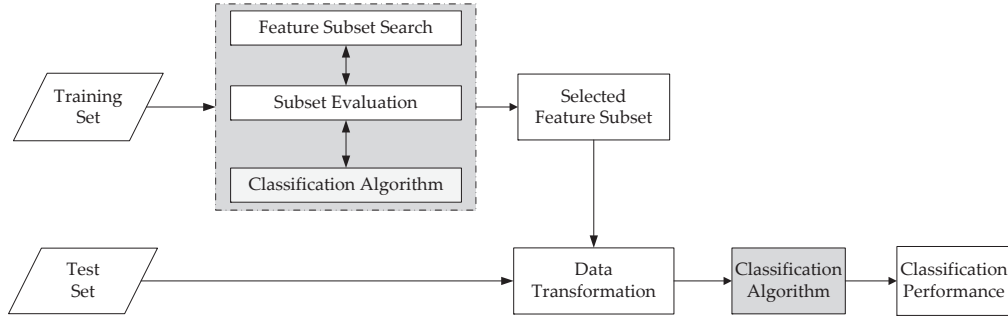 Feature Subset Search
Training
Set
Subset Evaluation
Selected
Feature Subset
Classification Algorithm
Test
Set
Data
Transformation
Classification
Algorithm
Classification
Performance